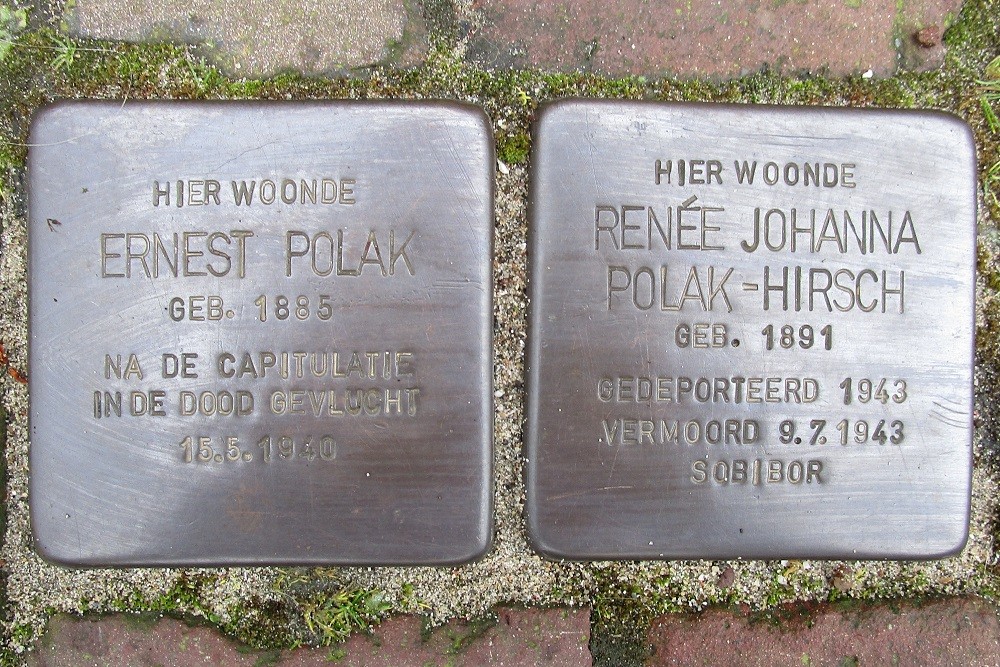 HIER WOONDE
ERNEST POLAK
GEB. 1885
NA DE CAPITULATIE
IN DE DOOD GEVLUCHT
15.5.1940
HIER WOONDE
RENÉE JOHANNA
POLAK-HIRSCH
GEB. 1891
GEDEPORTEERD 1943
VERMOORD 9.7.1943
SOBIBOR